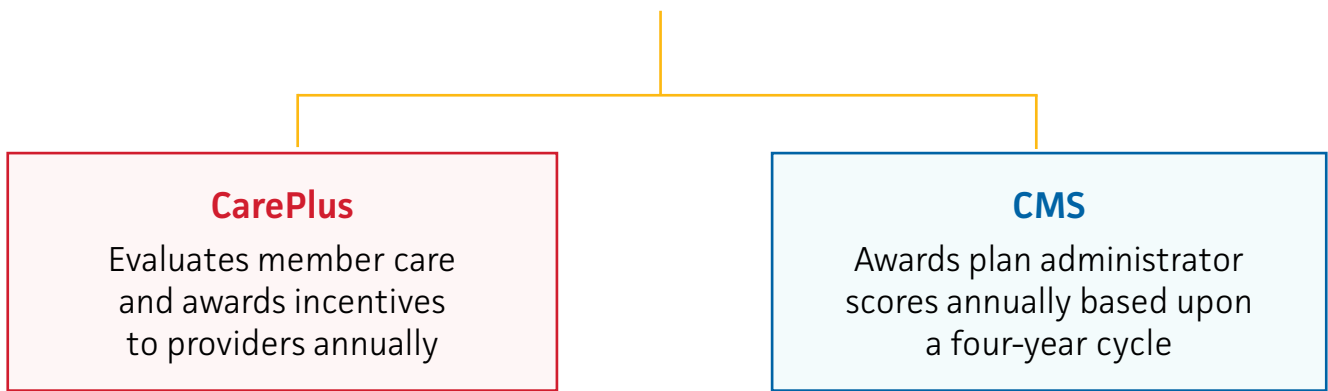 CarePlus
Evaluates member care
and awards incentives
to providers annually
CMS
Awards plan administrator
scores annually based upon
a four-year cycle